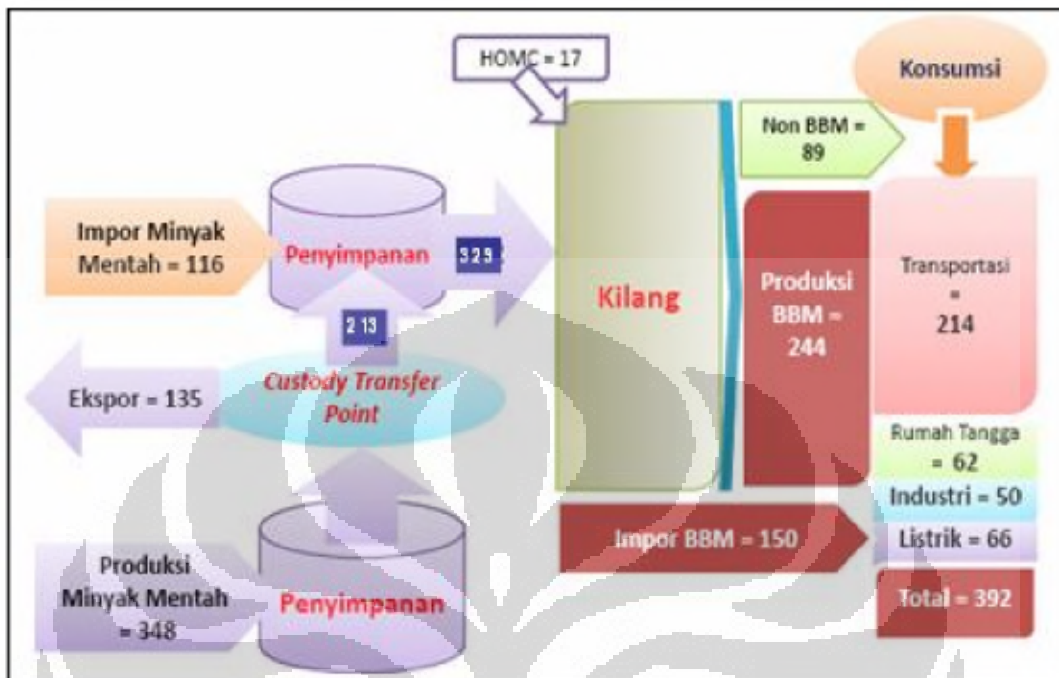 HOMC = 17
Konsumsi
Non BBM =
89
Impor Minyak
Mentah = 116
Penyimpanan
329
Kilang
Produksi
BBM =
244
Transportasi
=
214
213
Ekspor = 135
Custody Transfer
Point
Rumah Tangga
= 62
Industri = 50
Impor BBM = 150
Listrik = 66
Produksi
Minyak Mentah
= 348
Penyimpanan
Total = 392